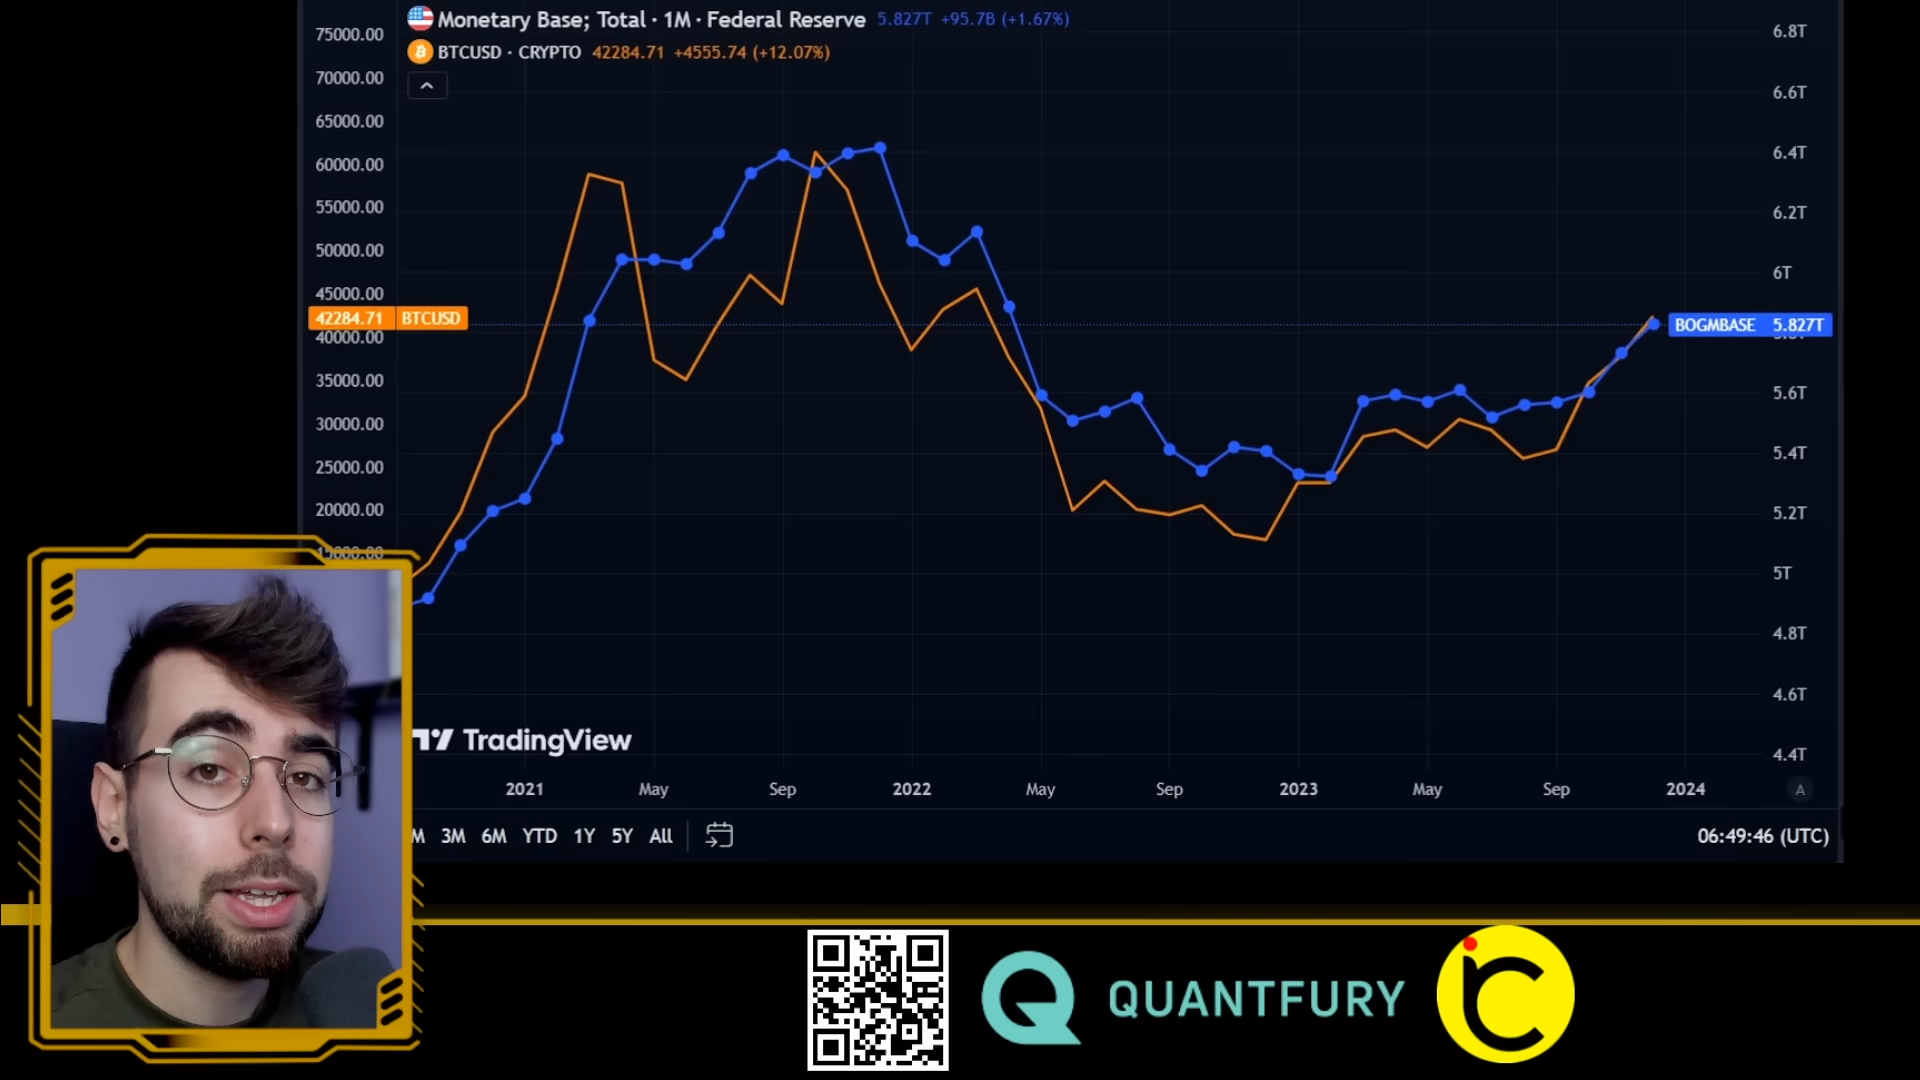 Monetary Base; Total · 1M · Federal Reserve 5.827T +95.7B (+1.67%)
BTCUSD · CRYPTO 42284.71 +4555.74 (+12.07%)
75000.00
70000.00
65000.00
60000.00
55000.00
50000.00
45000.00
42284.71 BTCUSD
40000.00
35000.00
30000.00
25000.00
20000.00
15000.00
6.8T
6.6T
6.4T
6.2T
6T
BOGMBASE 5.827T
5.6T
5.4T
5.2T
5T
4.8T
4.6T
4.4T
TradingView
2021 May Sep 2022 May Sep 2023 May Sep 2024 A
M 3M 6M YTD 1Y 5Y All 06:49:46 (UTC)
QUANTFURY